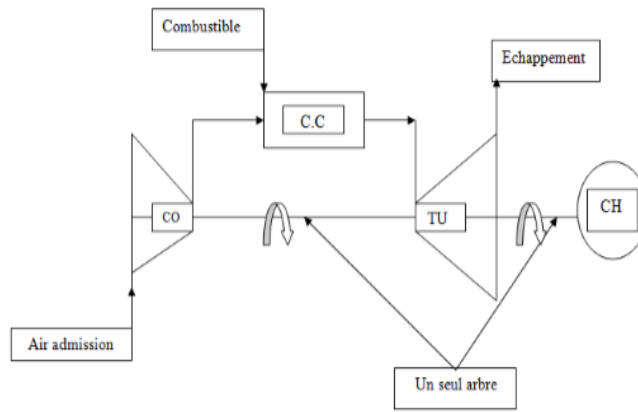 Combustible
Echappement
C.C
CO
TU
CH
Air admission
Un seul arbre